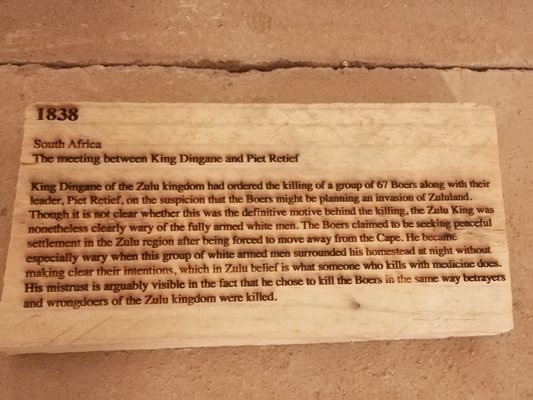 1838
South Africa
The meeting between King Dingane and Piet Retief
King Dingane of the Zulu kingdom had ordered the killing of a group of 67 Boers along with their
leader, Piet Retief, on the suspicion that the Boers might be planning an invasion of Zululand.
Though it is not clear whether this was the definitive motive behind the killing, the Zulu King was
nonetheless clearly wary of the fully armed white men. The Boers claimed to be seeking peaceful
settlement in the Zulu region after being forced to move away from the Cape. He became
especially wary when this group of white armed men surrounded his homestead at night without
making clear their intentions, which in Zulu belief is what someone who kills with medicine does.
His mistrust is arguably visible in the fact that he chose to kill the Boers in the same way betrayers
and wrongdoers of the Zulu kingdom were killed.